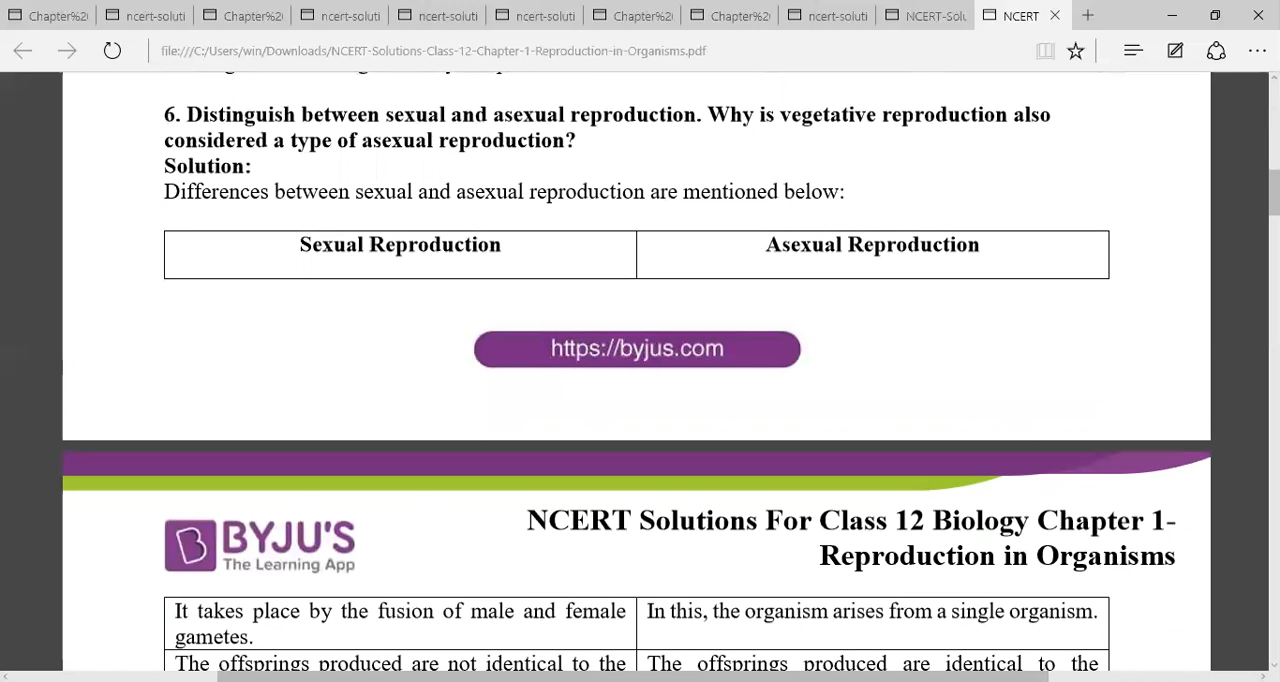 Chapter%2 ncert-soluti Chapter%2 ncert-soluti ncert-soluti ncert-soluti Chapter%2 Chapter%2 ncert-soluti NCERT-Solu NCERT
file:///C:/Users/win/Downloads/NCERT-Solutions-Class-12-Chapter-1-Reproduction-in-Organisms.pdf
6. Distinguish between sexual and asexual reproduction. Why is vegetative reproduction also
considered a type of asexual reproduction?
Solution:
Differences between sexual and asexual reproduction are mentioned below:
Sexual Reproduction Asexual Reproduction
https://byjus.com
BYJU'S
The Learning App
NCERT Solutions For Class 12 Biology Chapter 1-
Reproduction in Organisms
It takes place by the fusion of male and female
gametes.
In this, the organism arises from a single organism.
The offsprings produced are not identical to the
The offsprings produced are identical to the